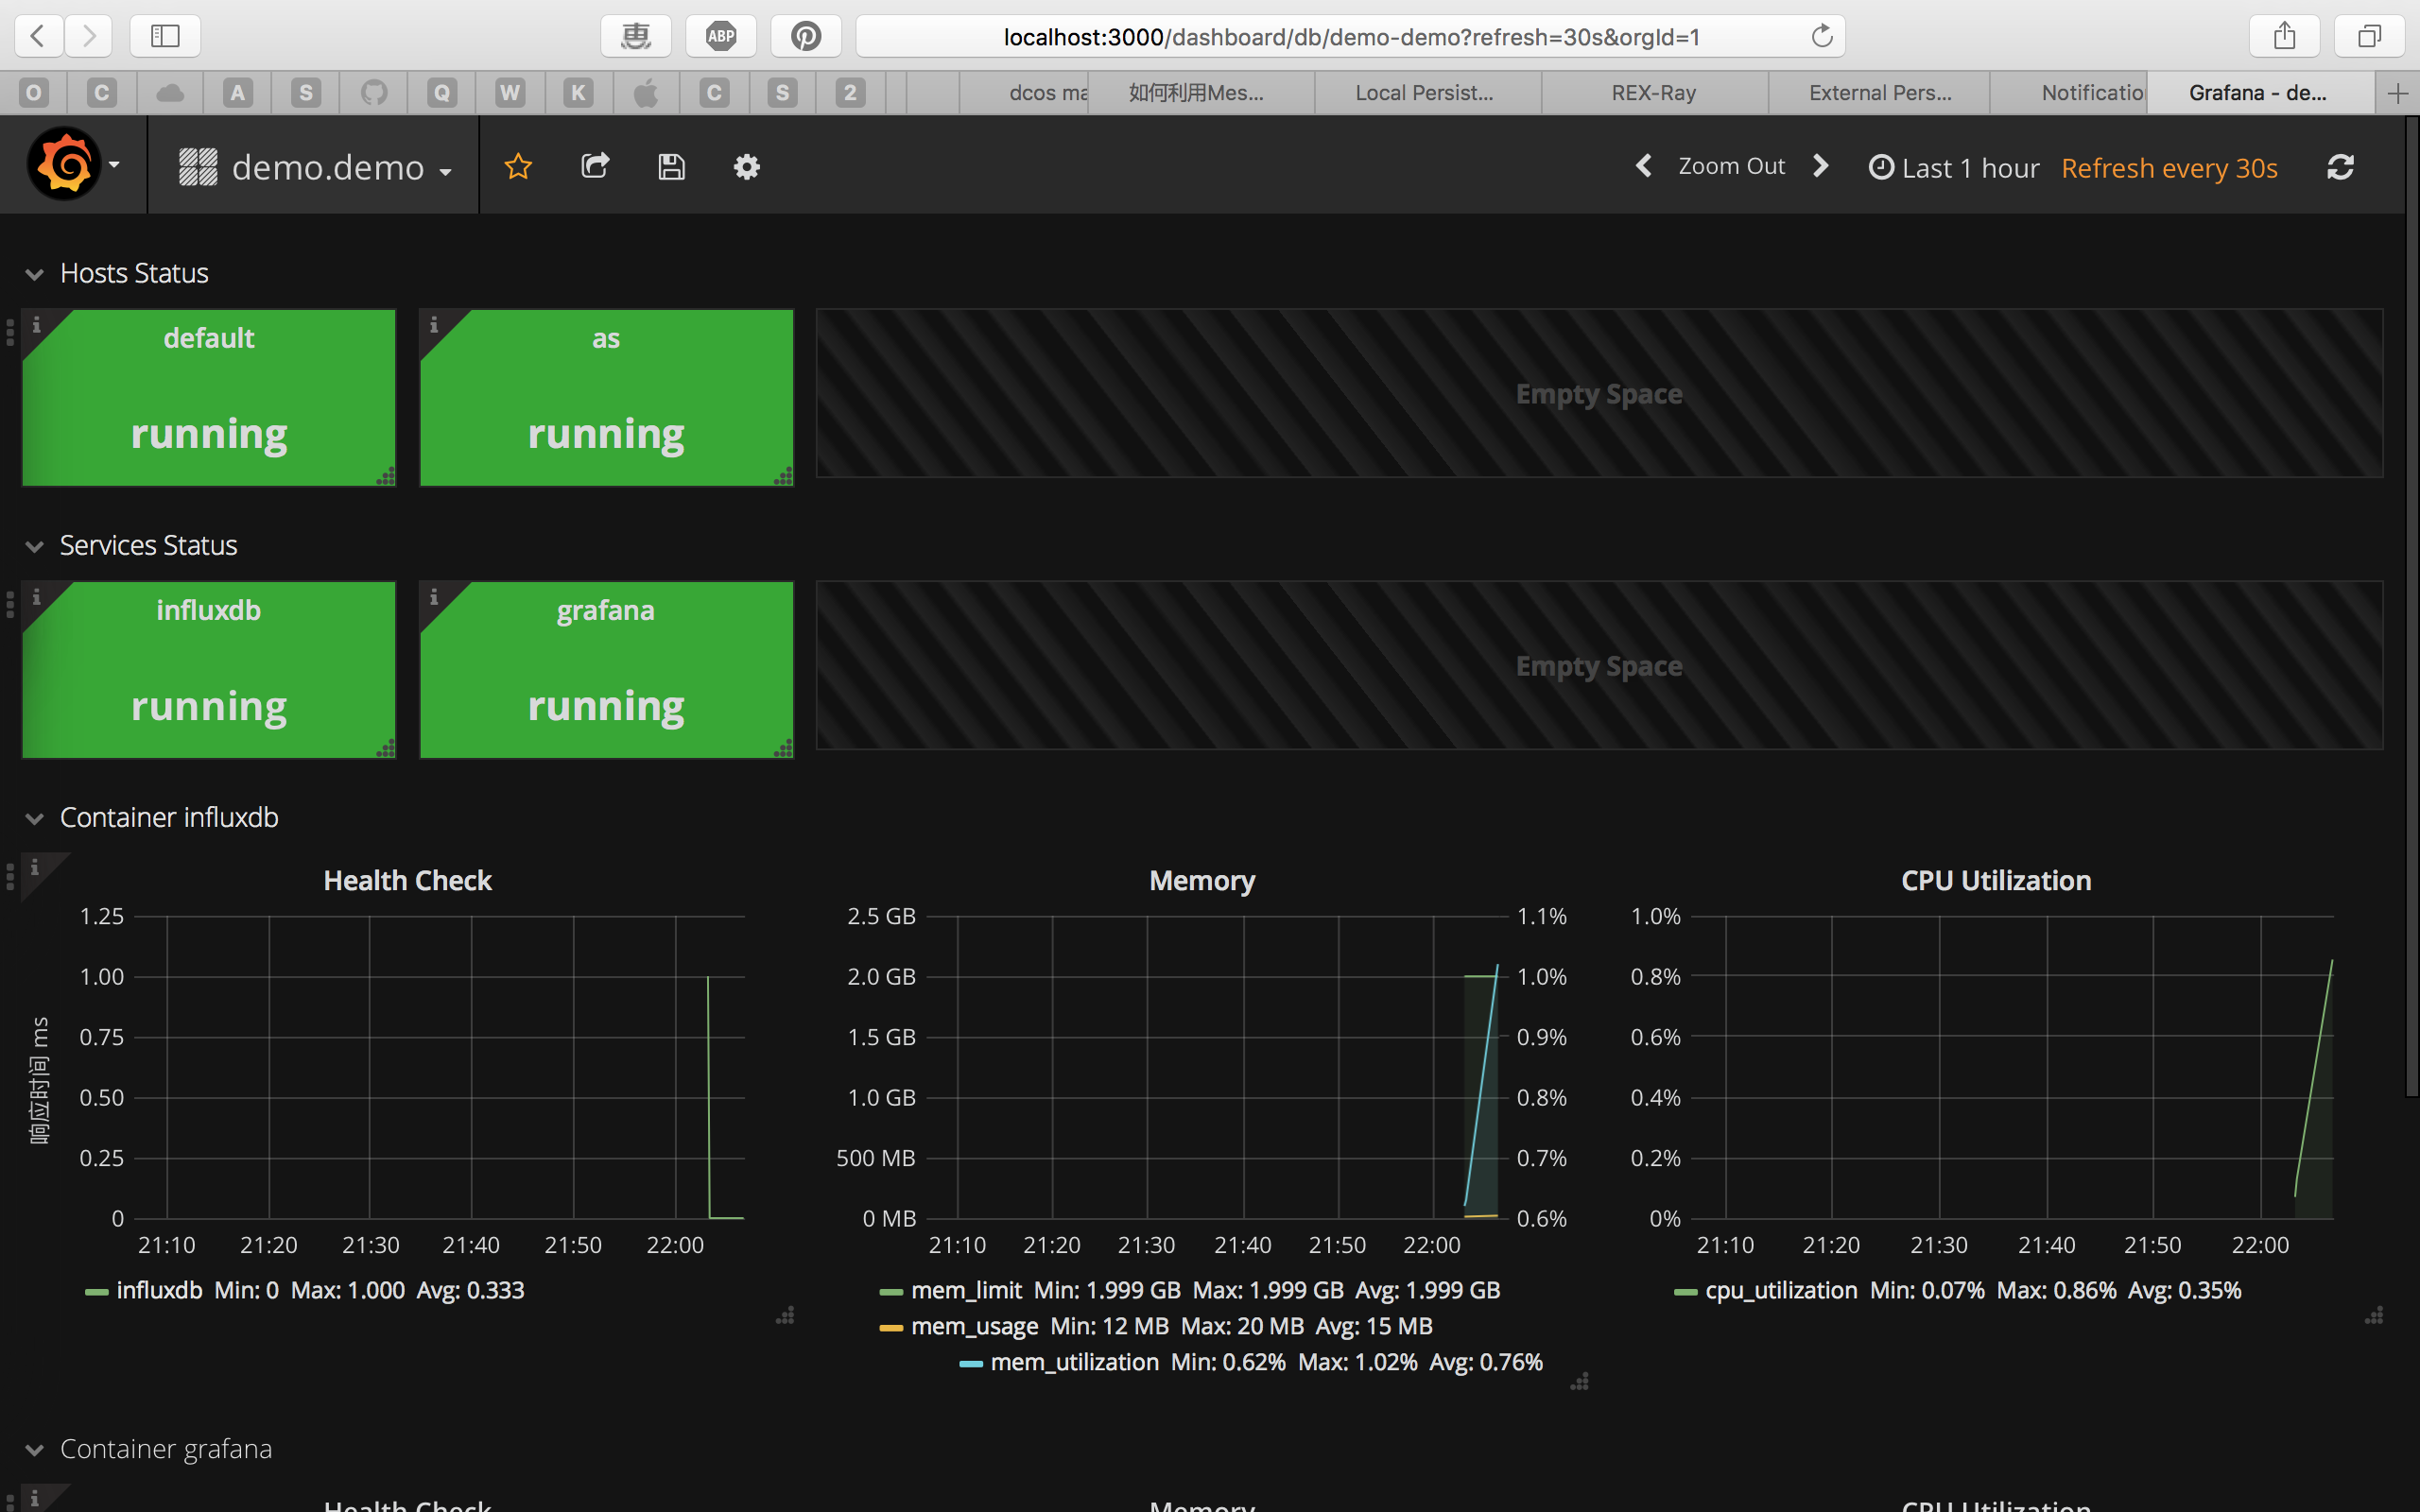 ABP
localhost:3000/dashboard/db/demo-demo?refresh=30s&orgId=1
O C A S Q W K C S 2
dcos ma
如何利用Mes...
Local Persist...
REX-Ray
External Pers...
Notificatio
Grafana - de...
demo.demo
Zoom Out
Last 1 hour
Refresh every 30s
Hosts Status
default
running
as
running
Empty Space
Services Status
influxdb
running
grafana
running
Empty Space
Container influxdb
Health Check
响应时间 ms
1.25
1.00
0.75
0.50
0.25
0
21:10 21:20 21:30 21:40 21:50 22:00
influxdb Min: 0 Max: 1.000 Avg: 0.333
Memory
2.5 GB
2.0 GB
1.5 GB
1.0 GB
500 MB
0 MB
1.1%
1.0%
0.9%
0.8%
0.7%
0.6%
21:10 21:20 21:30 21:40 21:50 22:00
mem_limit Min: 1.999 GB Max: 1.999 GB Avg: 1.999 GB
mem_usage Min: 12 MB Max: 20 MB Avg: 15 MB
mem_utilization Min: 0.62% Max: 1.02% Avg: 0.76%
CPU Utilization
1.0%
0.8%
0.6%
0.4%
0.2%
0%
21:10 21:20 21:30 21:40 21:50 22:00
cpu_utilization Min: 0.07% Max: 0.86% Avg: 0.35%
Container grafana
Health Check
Memory
CPU Utilization